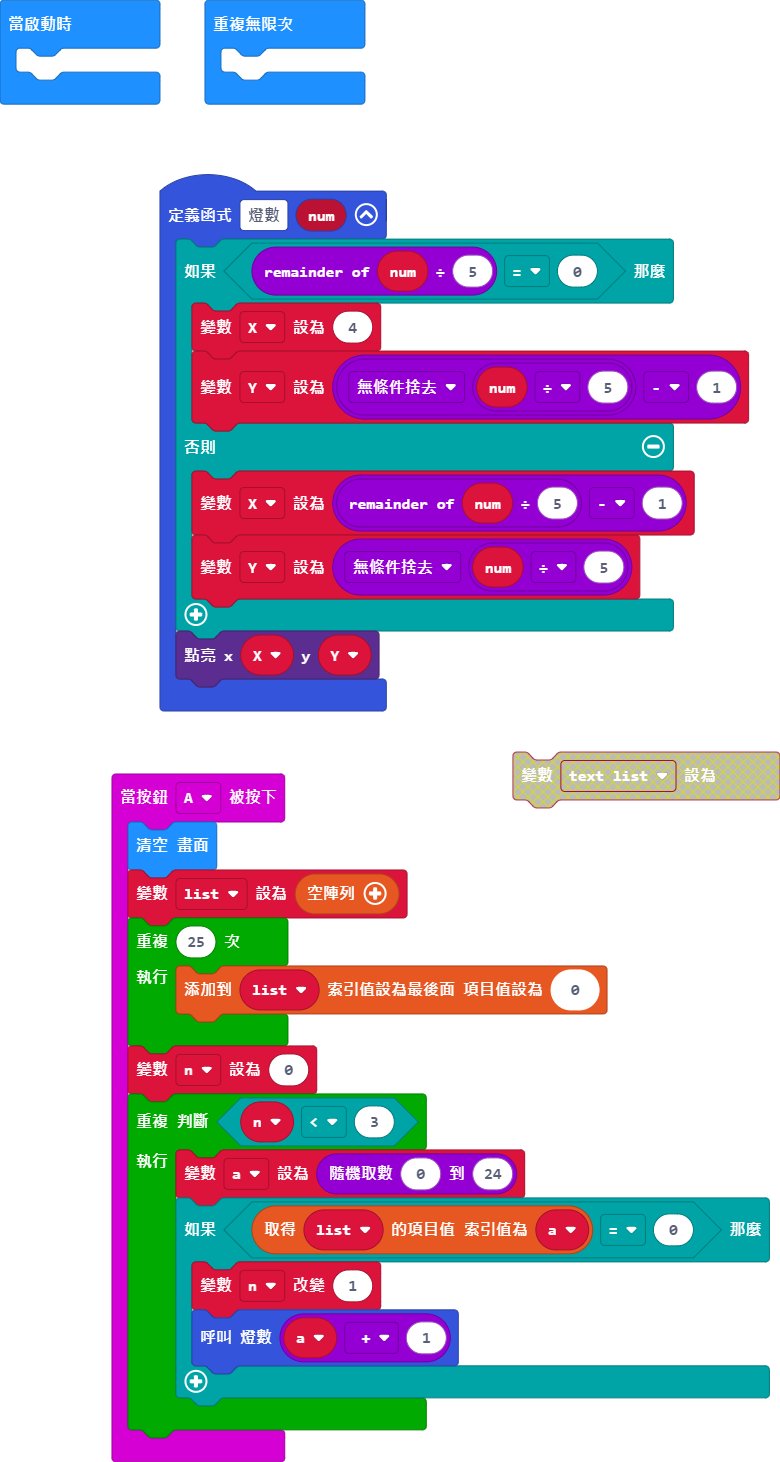 當啟動時
重複無限次
定義函式 燈數 num
如果 remainder of num ÷ 5 = 0 那麼
變數 X 設為 4
變數 Y 設為 無條件捨去 num ÷ 5 - 1
否則
變數 X 設為 remainder of num ÷ 5 - 1
變數 Y 設為 無條件捨去 num ÷ 5
點亮 x X y Y
變數 text list 設為
當按鈕 A 被按下
清空 畫面
變數 list 設為 空陣列
重複 25 次
執行 添加到 list 索引值設為最後面 項目值設為 0
變數 n 設為 0
重複 判斷 n < 3
執行 變數 a 設為 隨機取數 0 到 24
如果 取得 list 的項目值 索引值為 a = 0 那麼
變數 n 改變 1
呼叫 燈數 a + 1